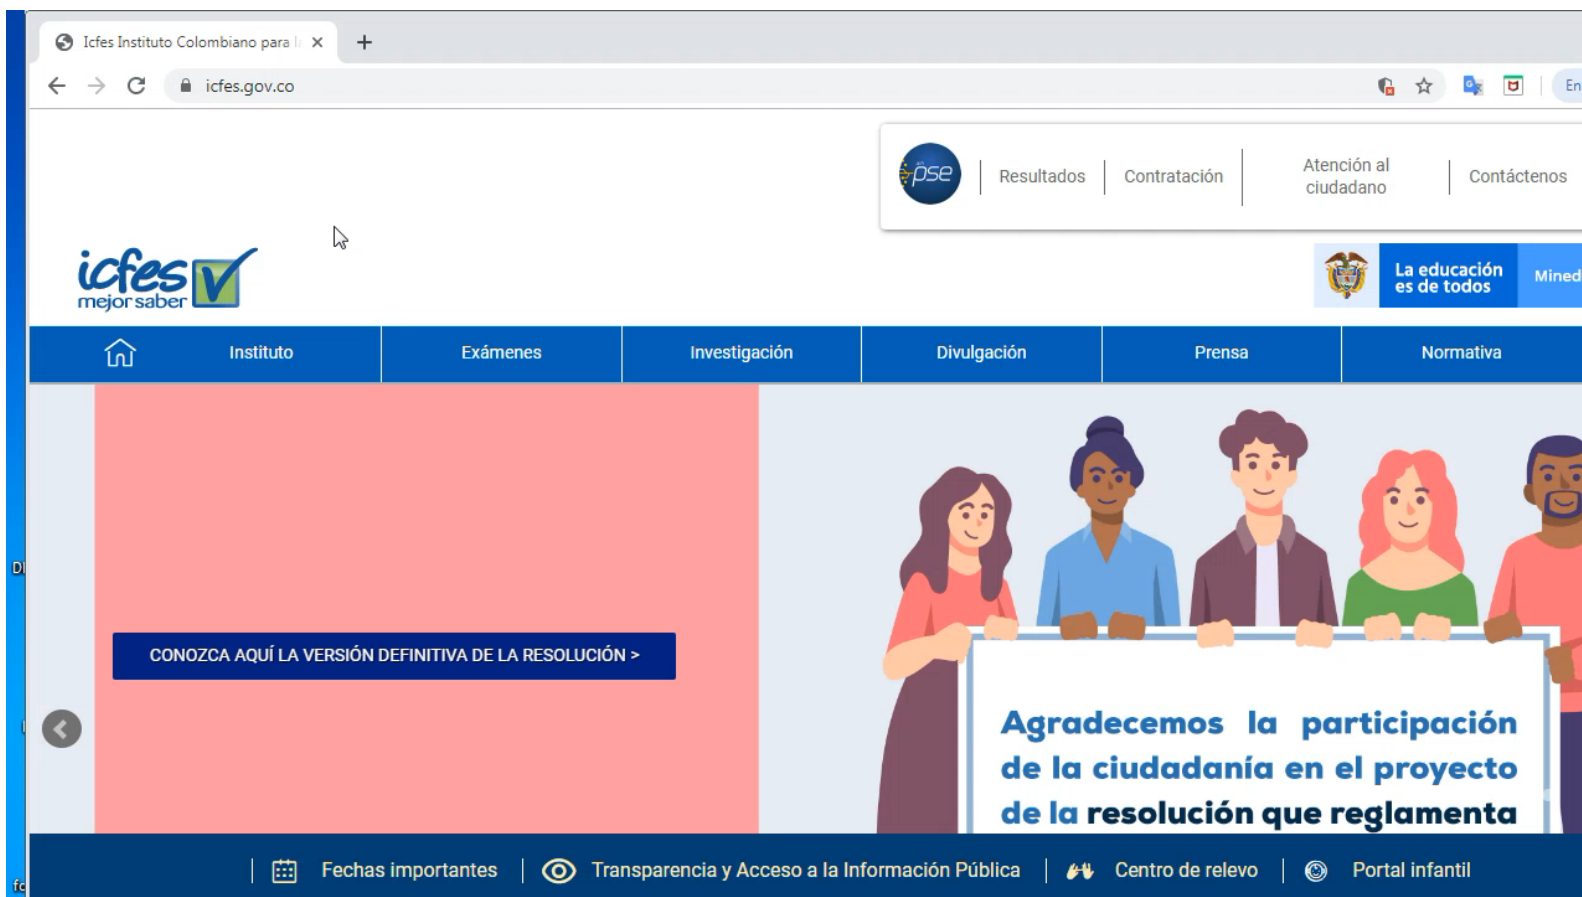 Icfes Instituto Colombiano para la
icfes.gov.co
En
pse
Resultados
Contratación
Atención al
ciudadano
Contáctenos
icfes
mejor saber
La educación
es de todos
Mined
Instituto
Exámenes
Investigación
Divulgación
Prensa
Normativa
CONOZCA AQUÍ LA VERSIÓN DEFINITIVA DE LA RESOLUCIÓN >
Agradecemos la participación
de la ciudadanía en el proyecto
de la resolución que reglamenta
Fechas importantes
Transparencia y Acceso a la Información Pública
Centro de relevo
Portal infantil